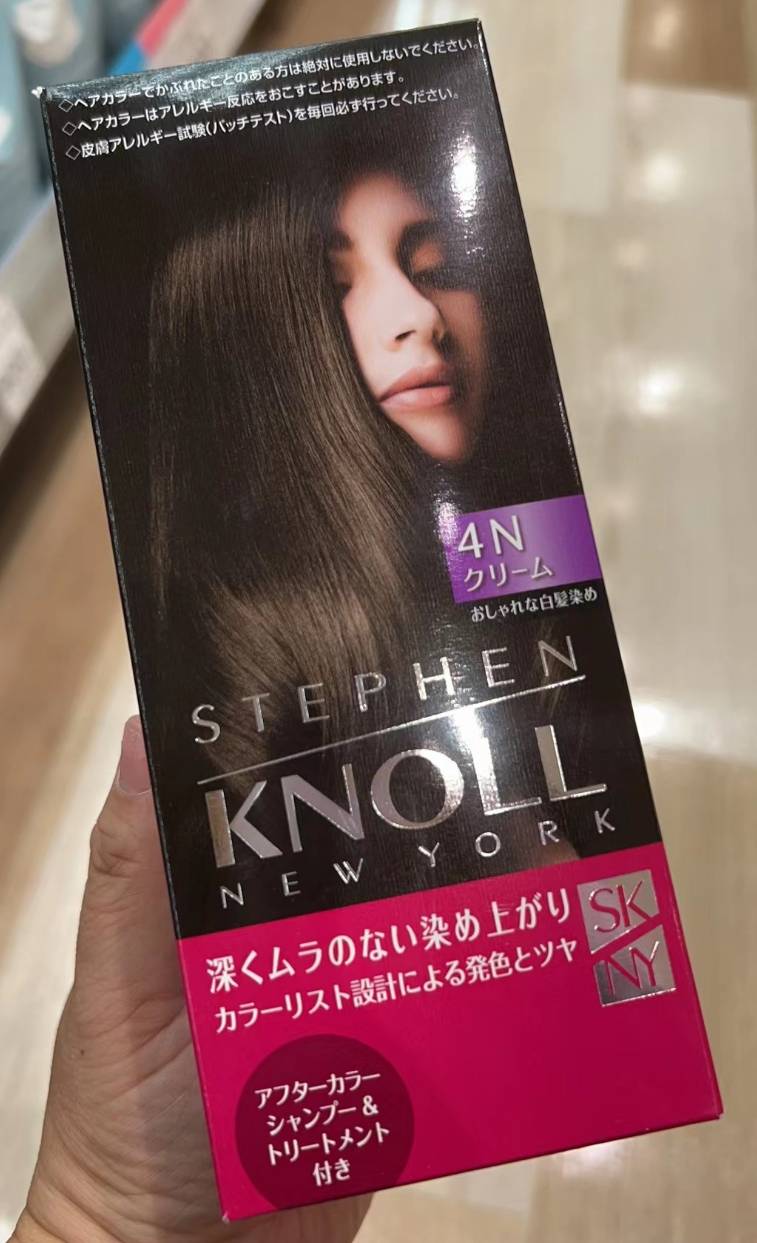 ◇ヘアカラーでかぶれたことのある方は絶対に使用しないでください。
◇ヘアカラーはアレルギー反応をおこすことがあります。
◇皮膚アレルギー試験(パッチテスト)を毎回必ず行ってください。
4N
クリーム
おしゃれな白髪染め
STEPHEN
KNOLL
NEW YORK
深くムラのない染め上がり
カラーリスト設計による発色とツヤ
SK
NY
アフターカラー
シャンプー&
トリートメント
付き